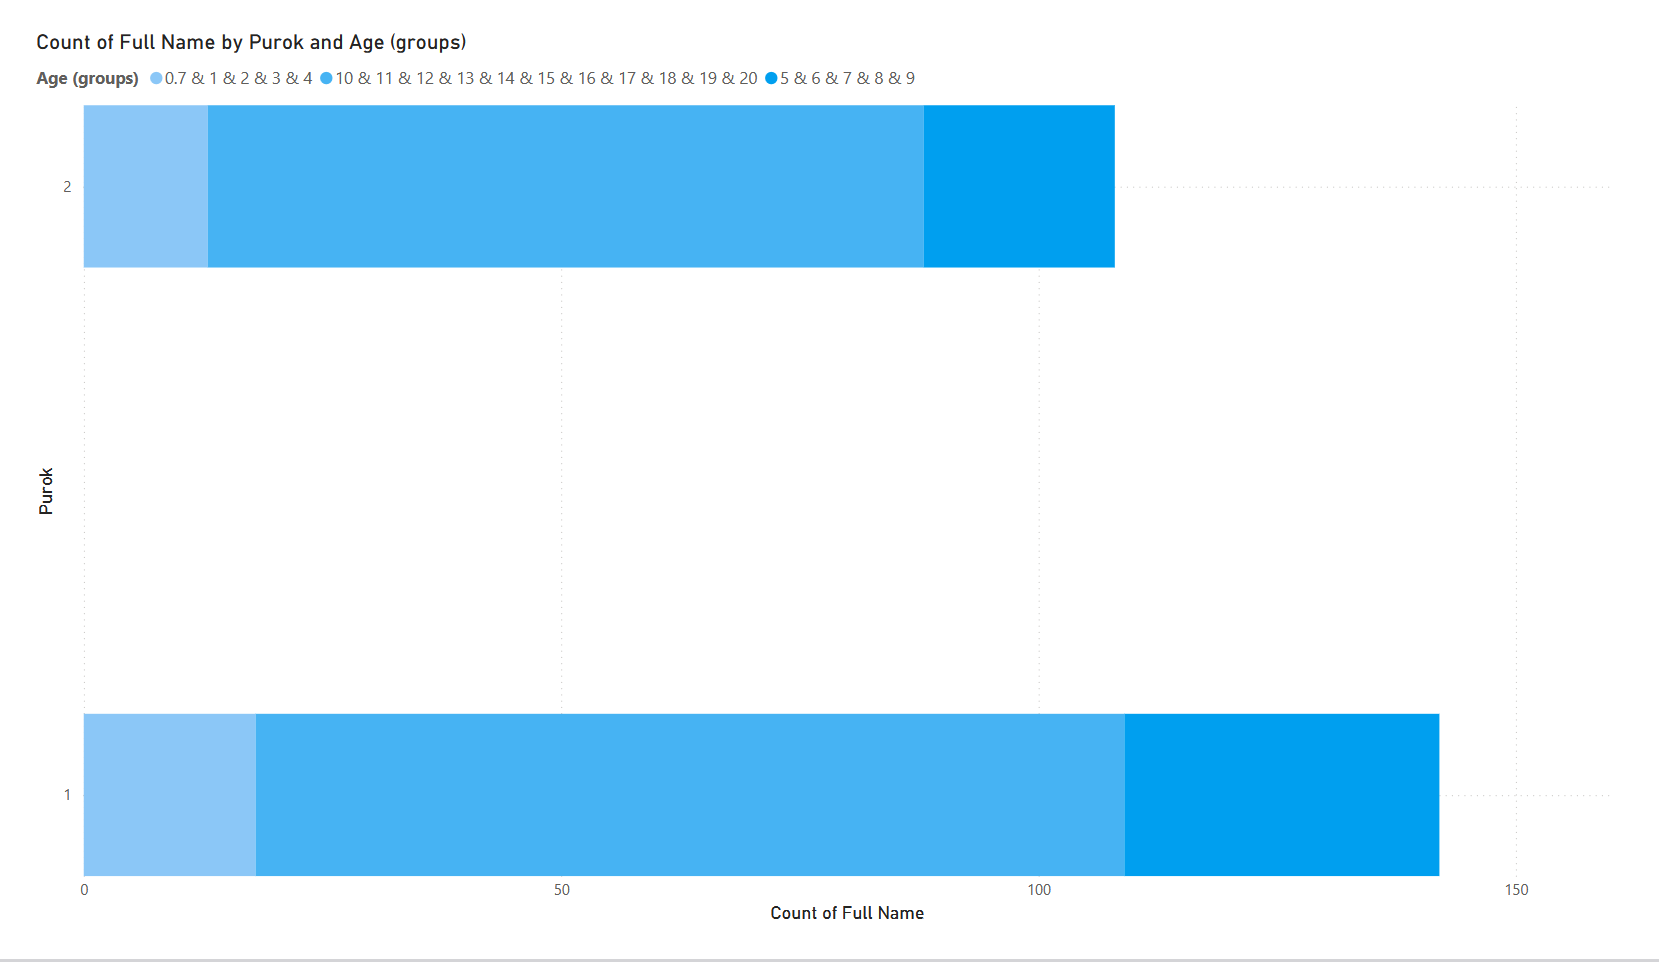 Count of Full Name by Purok and Age (groups)
Age (groups) 0.7 & 1 & 2 & 3 & 4 10 & 11 & 12 & 13 & 14 & 15 & 16 & 17 & 18 & 19 & 20 5 & 6 & 7 & 8 & 9
2
Purok
1
0 50 100 150
Count of Full Name